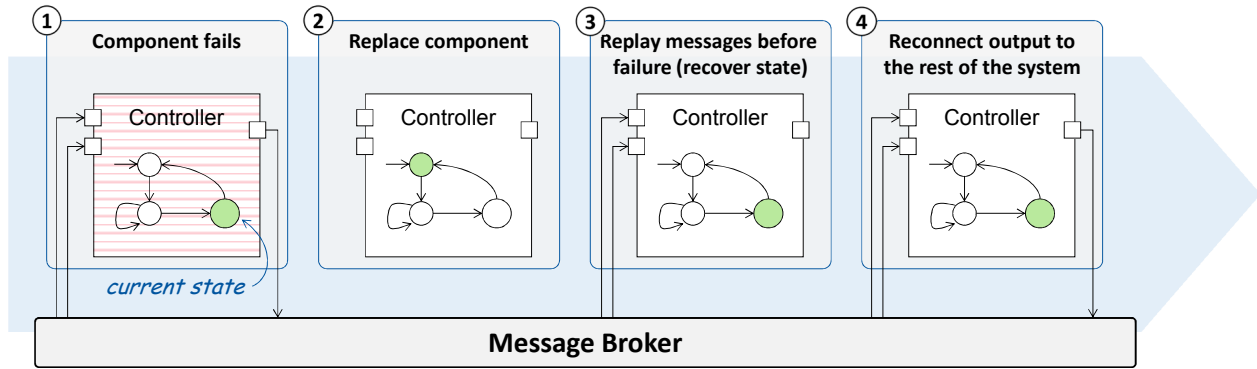 1
Component fails
Controller
current state
2
Replace component
Controller
3
Replay messages before
failure (recover state)
Controller
4
Reconnect output to
the rest of the system
Controller
Message Broker